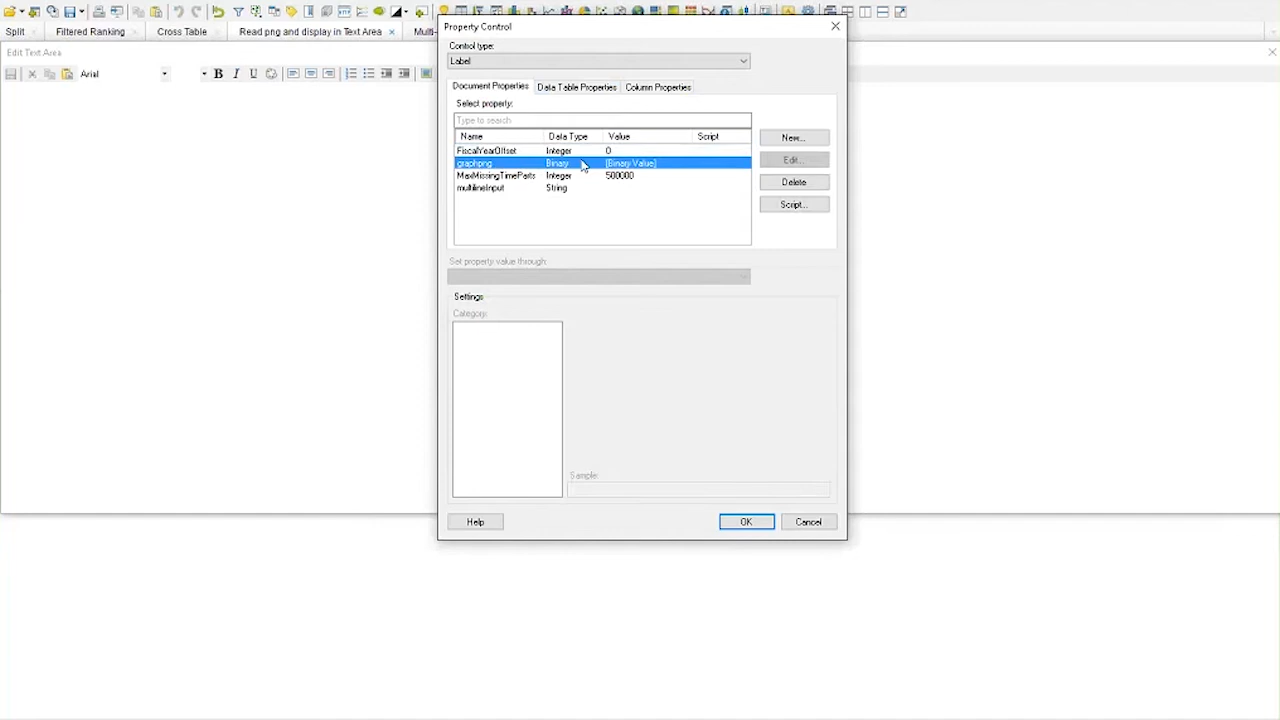 Property Control
Control type:
Label
Split
Filtered Ranking
Cross Table
Read png and display in Text Area
Multi-
Edit Text Area
Arial
B I U
Document Properties
Data Table Properties
Column Properties
Select property:
Type to search
Name Data Type Value Script
FiscalYearOffset Integer 0
graphpng Binary [Binary Value]
MaxMissingTimeParts Integer 500000
multilineInput String
New...
Edit...
Delete
Script...
Set property value through:
Settings
Category:
Sample:
Help
OK
Cancel